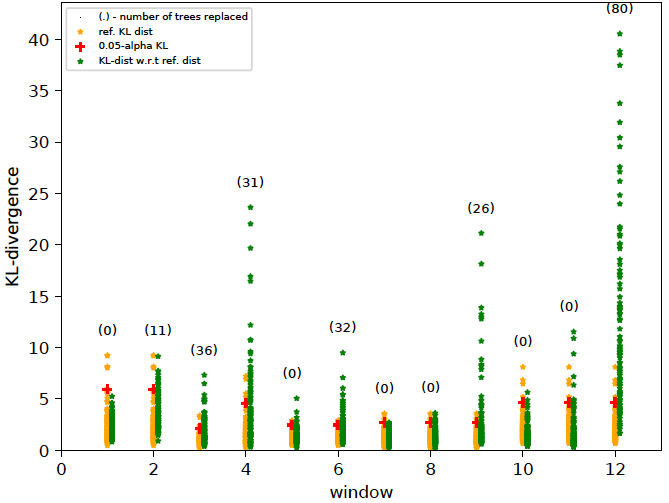 (80)
(.) - number of trees replaced
ref. KL dist
0.05-alpha KL
KL-dist w.r.t ref. dist
(31)
(26)
(0) (11) (36) (0) (32) (0) (0) (0) (0)
KL-divergence
40
35
30
25
20
15
10
5
0
0 2 4 6 8 10 12
window